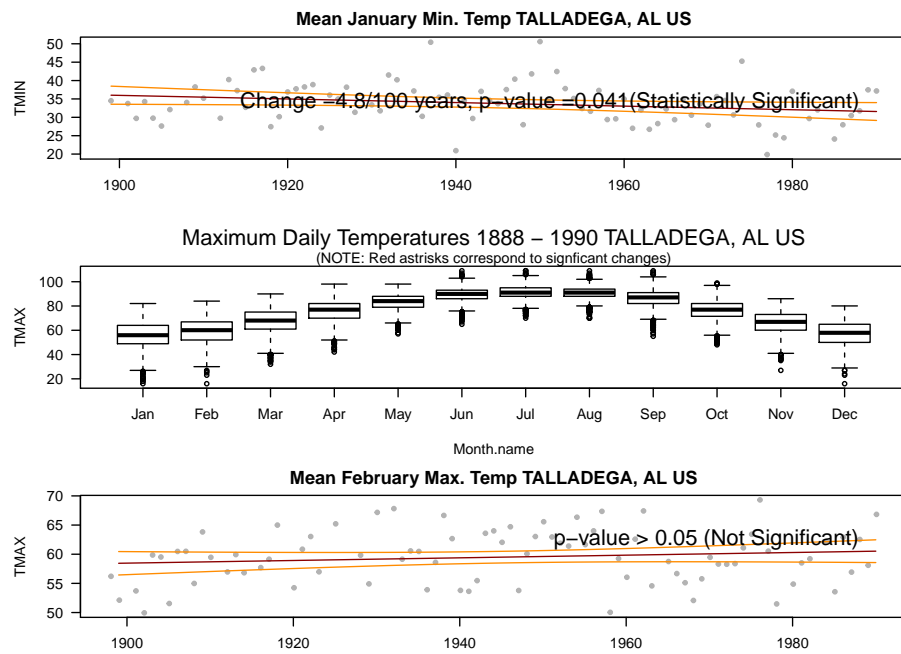 Mean January Min. Temp TALLADEGA, AL US
TMIN
50
45
40
35
30
25
20
Change −4.8/100 years, p−value =0.041(Statistically Significant)
1900 1920 1940 1960 1980
Maximum Daily Temperatures 1888 − 1990 TALLADEGA, AL US
(NOTE: Red astrisks correspond to signficant changes)
TMAX
100
80
60
40
20
Jan Feb Mar Apr May Jun Jul Aug Sep Oct Nov Dec
Month.name
Mean February Max. Temp TALLADEGA, AL US
TMAX
70
65
60
55
50
p−value > 0.05 (Not Significant)
1900 1920 1940 1960 1980